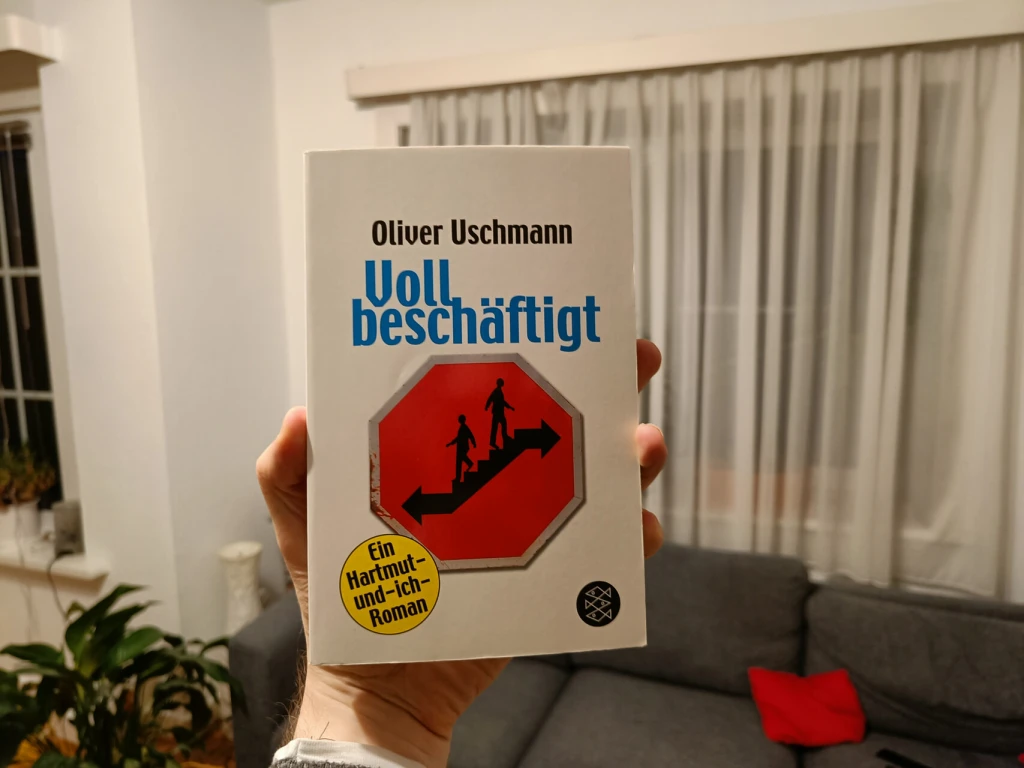 Oliver Uschmann
Voll
beschäftigt
Ein
Hartmut-
und-ich-
Roman